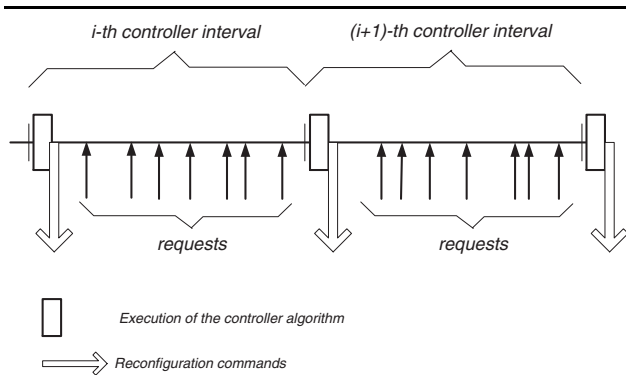 i-th controller interval
(i+1)-th controller interval
requests
requests
Execution of the controller algorithm
Reconfiguration commands